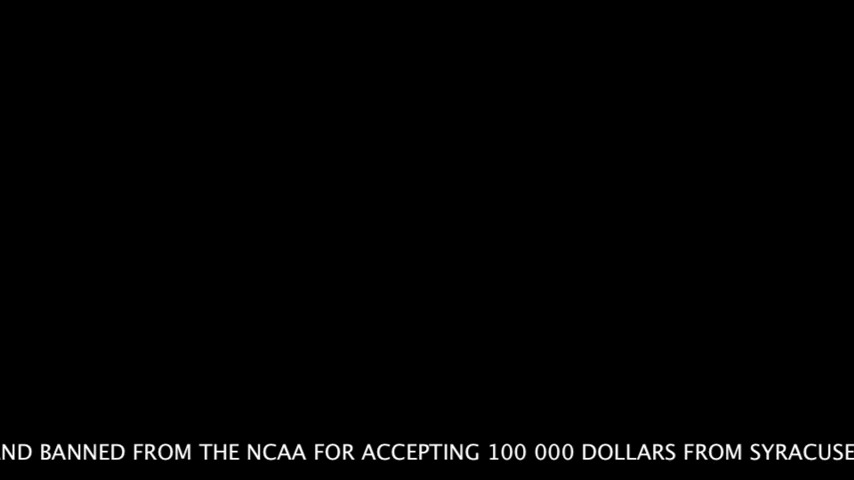 ND BANNED FROM THE NCAA FOR ACCEPTING 100 000 DOLLARS FROM SYRACUSE